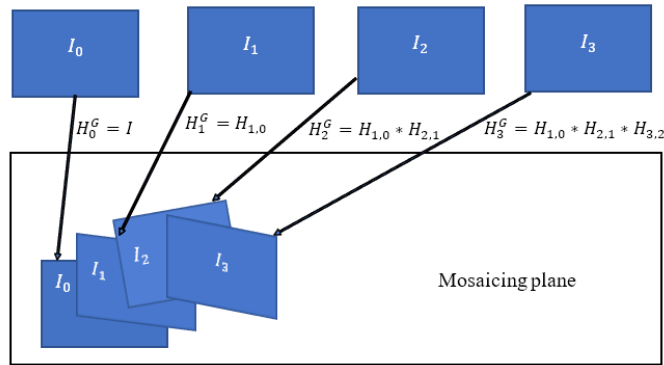 I_0
I_1
I_2
I_3
H_0^G = I
H_1^G = H_{1,0}
H_2^G = H_{1,0} * H_{2,1}
H_3^G = H_{1,0} * H_{2,1} * H_{3,2}
I_0
I_1
I_2
I_3
Mosaicing plane